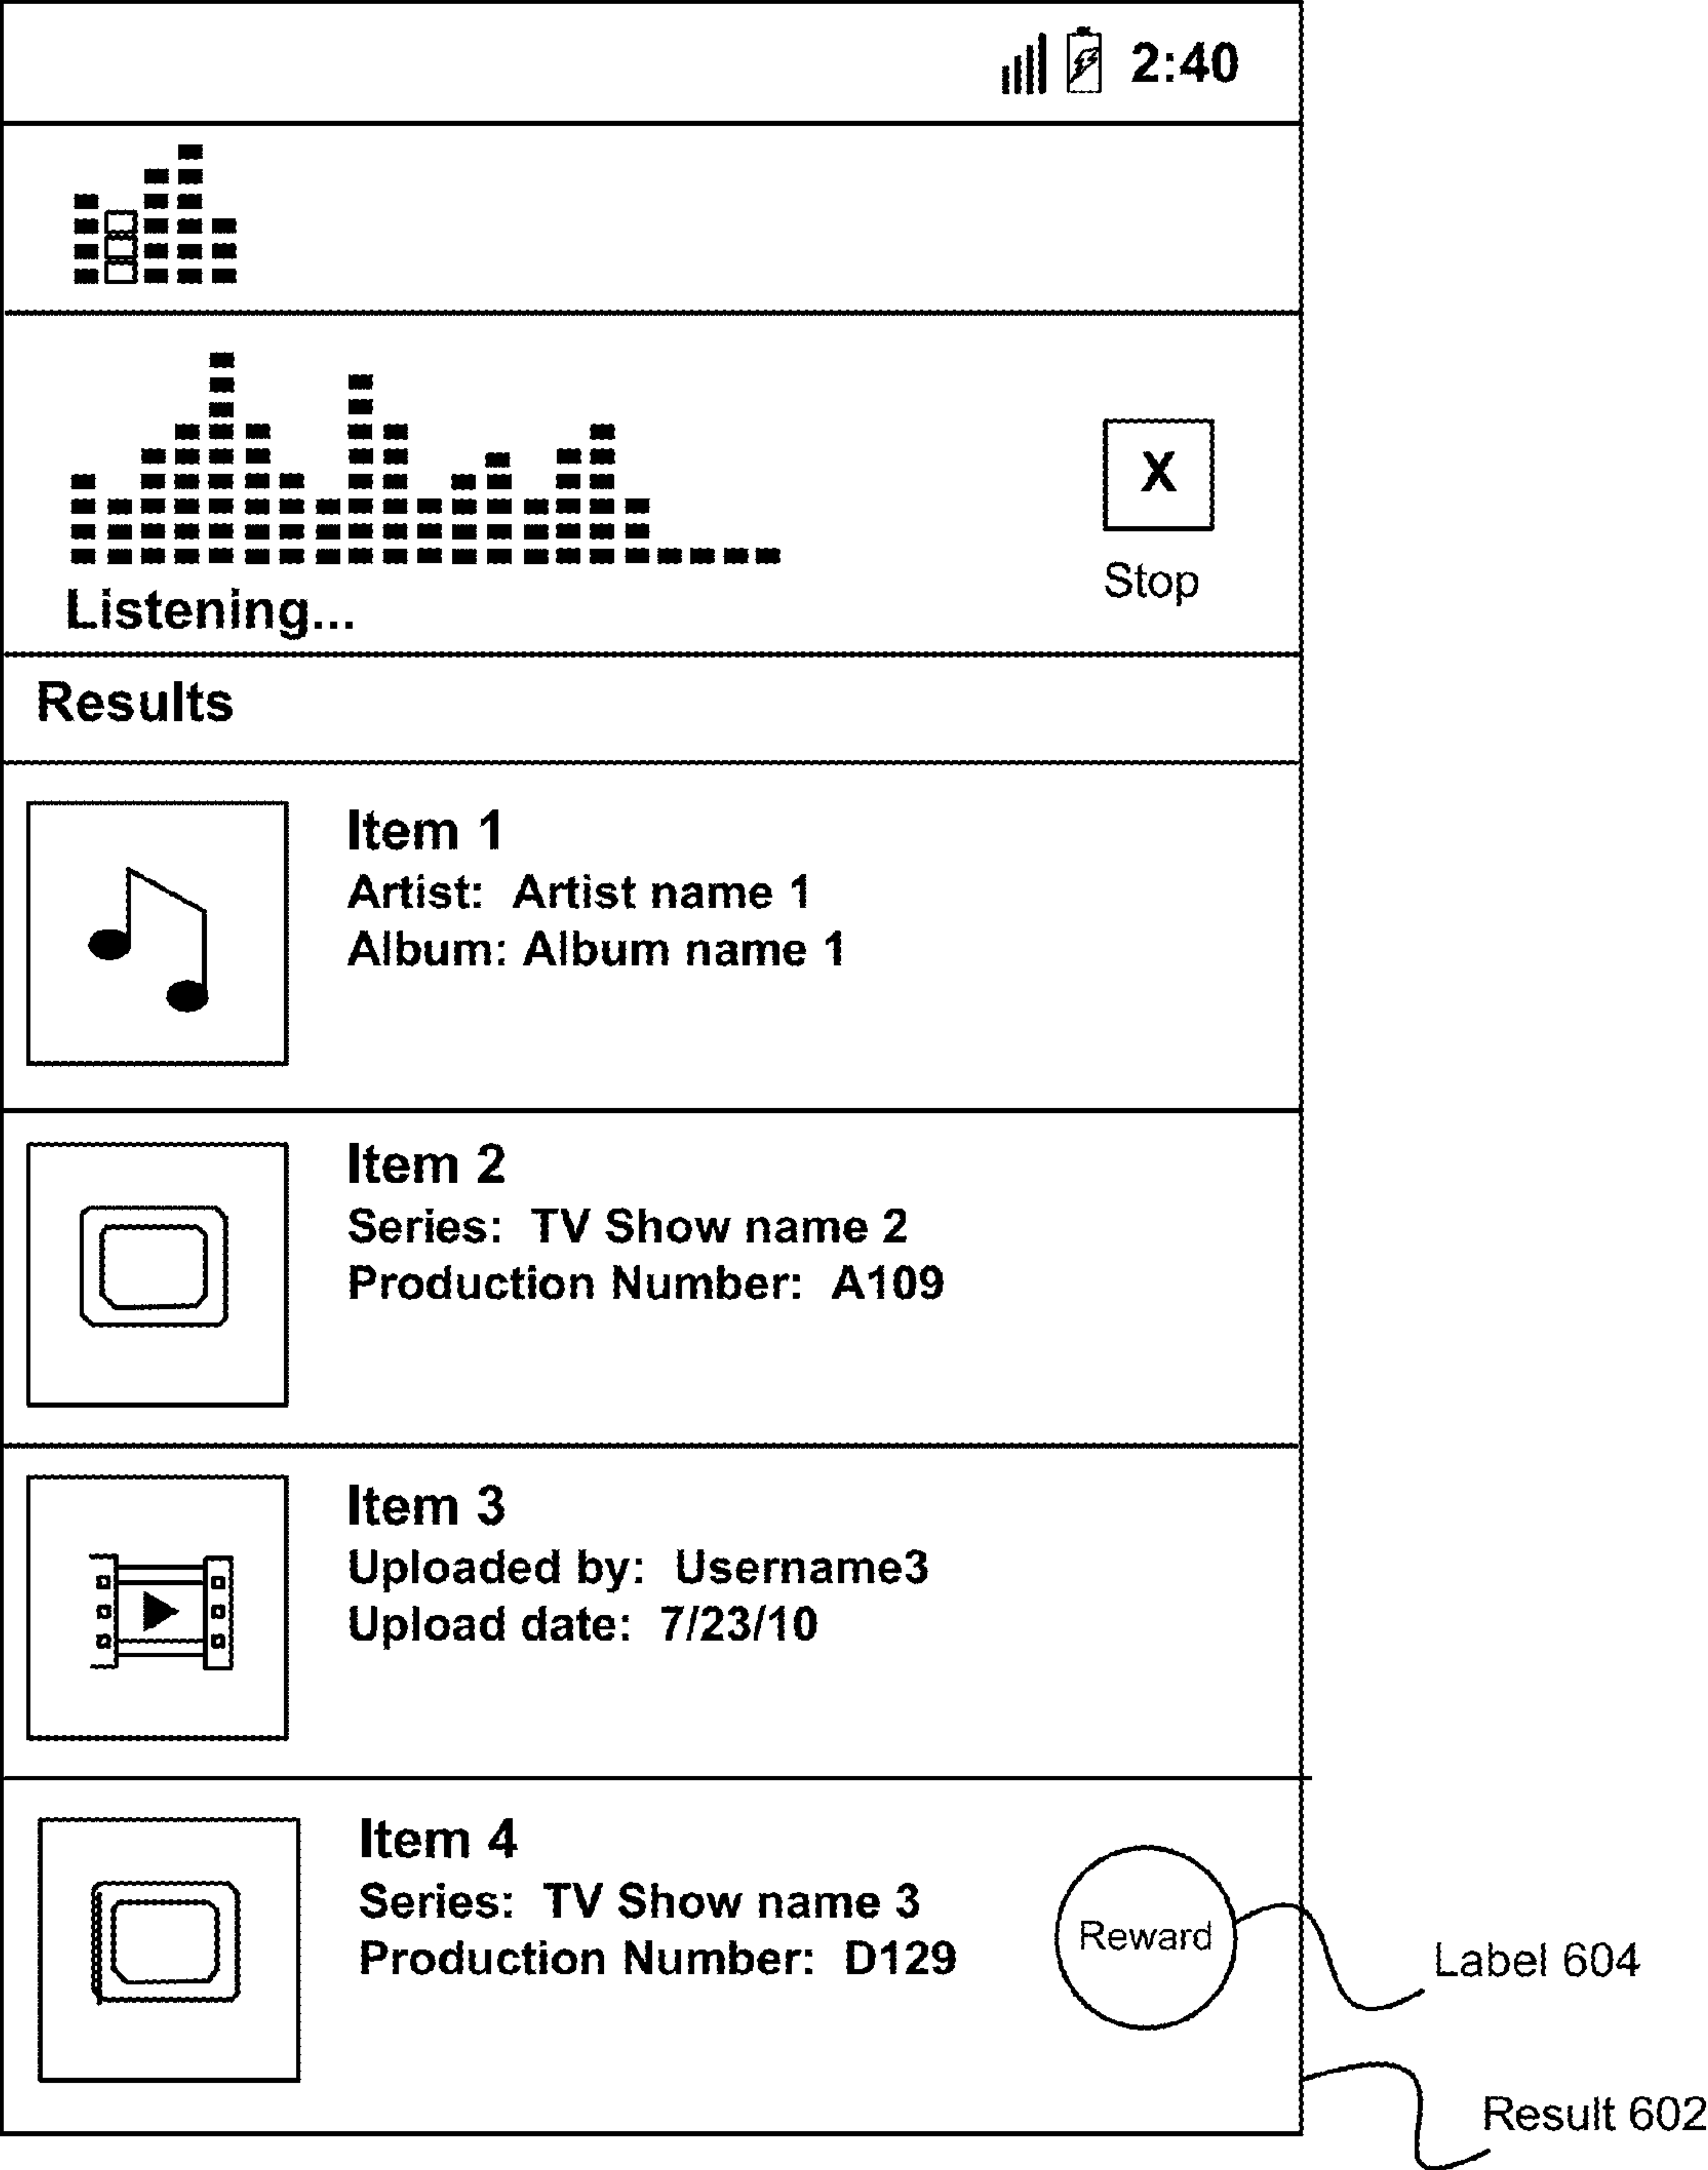 2:40
X
Stop
Listening...
Results
Item 1
Artist: Artist name 1
Album: Album name 1
Item 2
Series: TV Show name 2
Production Number: A109
Item 3
Uploaded by: Username3
Upload date: 7/23/10
Item 4
Series: TV Show name 3
Production Number: D129
Reward
Label 604
Result 602